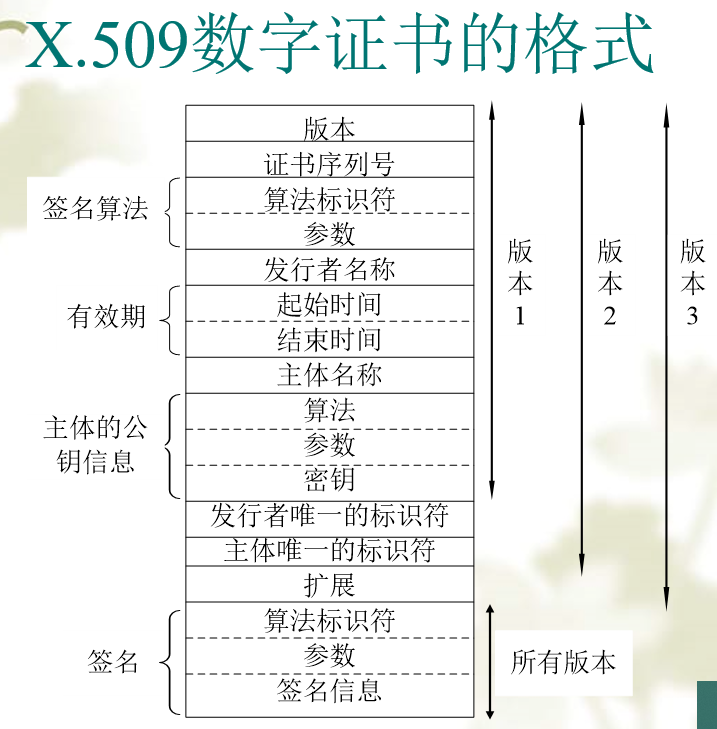 X.509数字证书的格式
版本
证书序列号
签名算法
算法标识符
参数
发行者名称
有效期
起始时间
结束时间
主体名称
主体的公
钥信息
算法
参数
密钥
发行者唯一的标识符
主体唯一的标识符
扩展
签名
算法标识符
参数
签名信息
版
本
1
版
本
2
版
本
3
所有版本